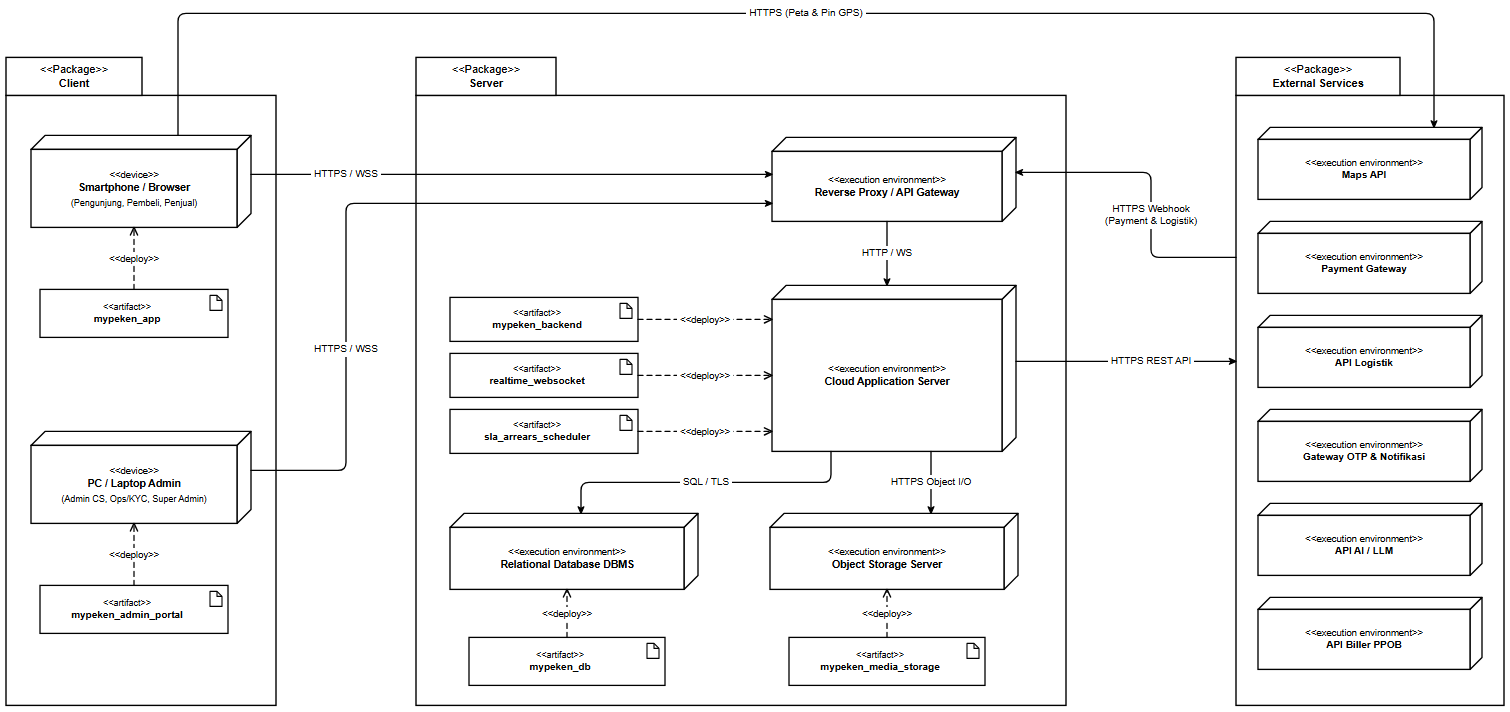 HTTPS (Peta & Pin GPS)
<<Package>>
Client
<<device>>
Smartphone / Browser
(Pengunjung, Pembeli, Penjual)
<<deploy>>
<<artifact>>
mypeken_app
<<device>>
PC / Laptop Admin
(Admin CS, Ops/KYC, Super Admin)
<<deploy>>
<<artifact>>
mypeken_admin_portal
HTTPS / WSS
HTTPS / WSS
<<Package>>
Server
<<execution environment>>
Reverse Proxy / API Gateway
HTTP / WS
<<artifact>>
mypeken_backend
<<deploy>>
<<artifact>>
realtime_websocket
<<deploy>>
<<artifact>>
sla_arrears_scheduler
<<deploy>>
<<execution environment>>
Cloud Application Server
SQL / TLS
HTTPS Object I/O
<<execution environment>>
Relational Database DBMS
<<deploy>>
<<artifact>>
mypeken_db
<<execution environment>>
Object Storage Server
<<deploy>>
<<artifact>>
mypeken_media_storage
HTTPS Webhook
(Payment & Logistik)
HTTPS REST API
<<Package>>
External Services
<<execution environment>>
Maps API
<<execution environment>>
Payment Gateway
<<execution environment>>
API Logistik
<<execution environment>>
Gateway OTP & Notifikasi
<<execution environment>>
API AI / LLM
<<execution environment>>
API Biller PPOB